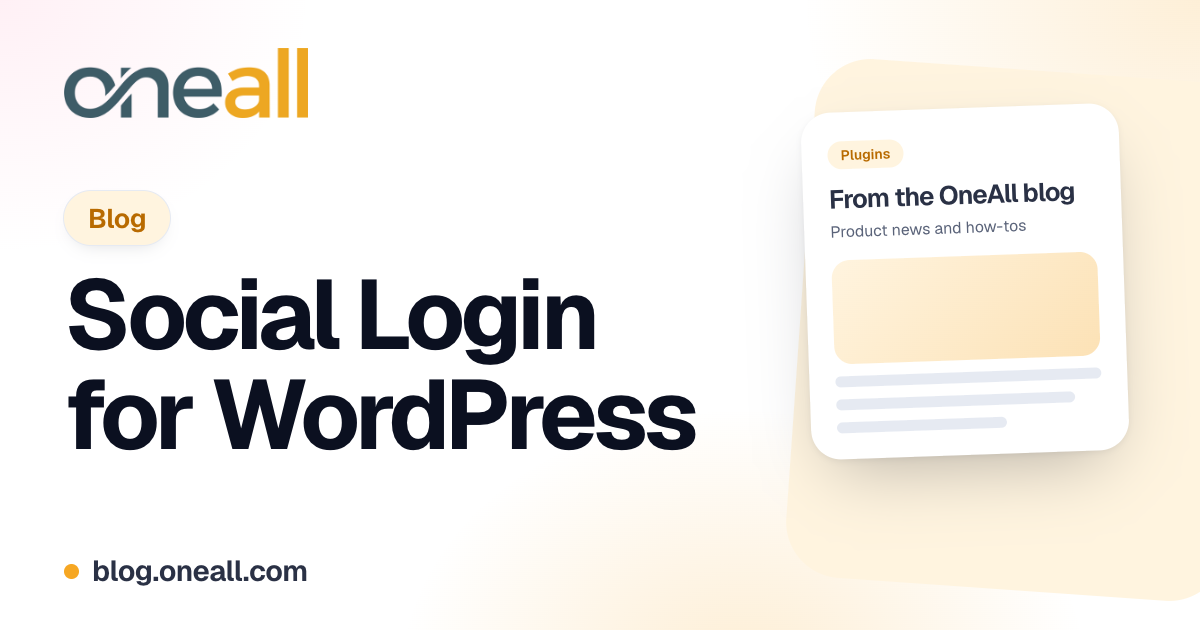 oneall
Blog
Social Login
for WordPress
blog.oneall.com
Plugins
From the OneAll blog
Product news and how-tos